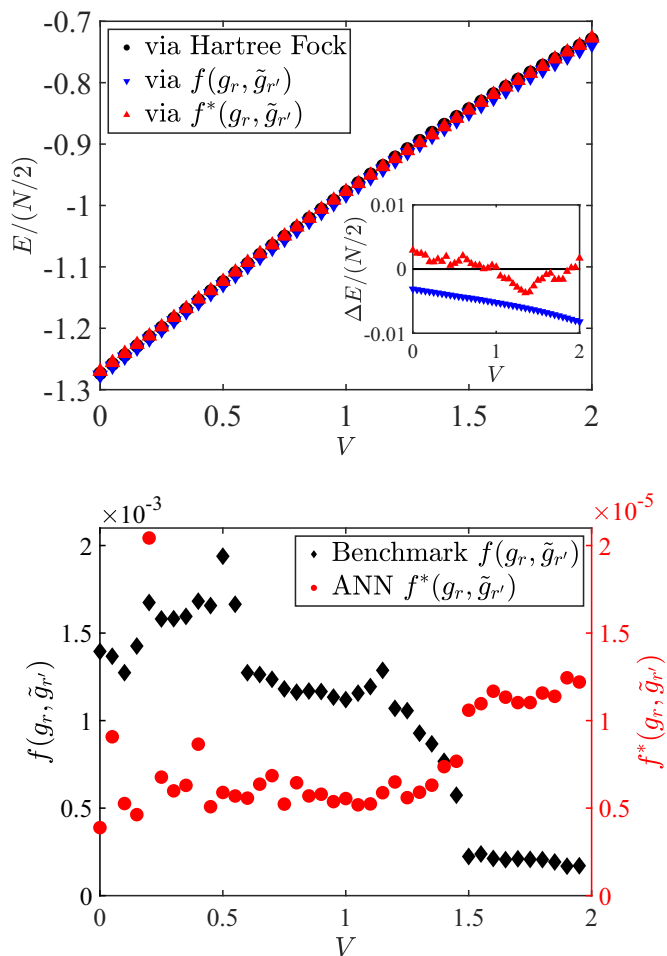 -0.7
-0.8
-0.9
-1
-1.1
-1.2
-1.3
E/(N/2)
via Hartree Fock
via f(g_r, g̃_r′)
via f*(g_r, g̃_r′)
0.01
0
-0.01
ΔE/(N/2)
0 1 2
V
0 0.5 1 1.5 2
V
×10⁻³
×10⁻⁵
2
1.5
1
0.5
0
f(g_r, g̃_r′)
Benchmark f(g_r, g̃_r′)
ANN f*(g_r, g̃_r′)
2
1.5
1
0.5
0
f*(g_r, g̃_r′)
0 0.5 1 1.5 2
V